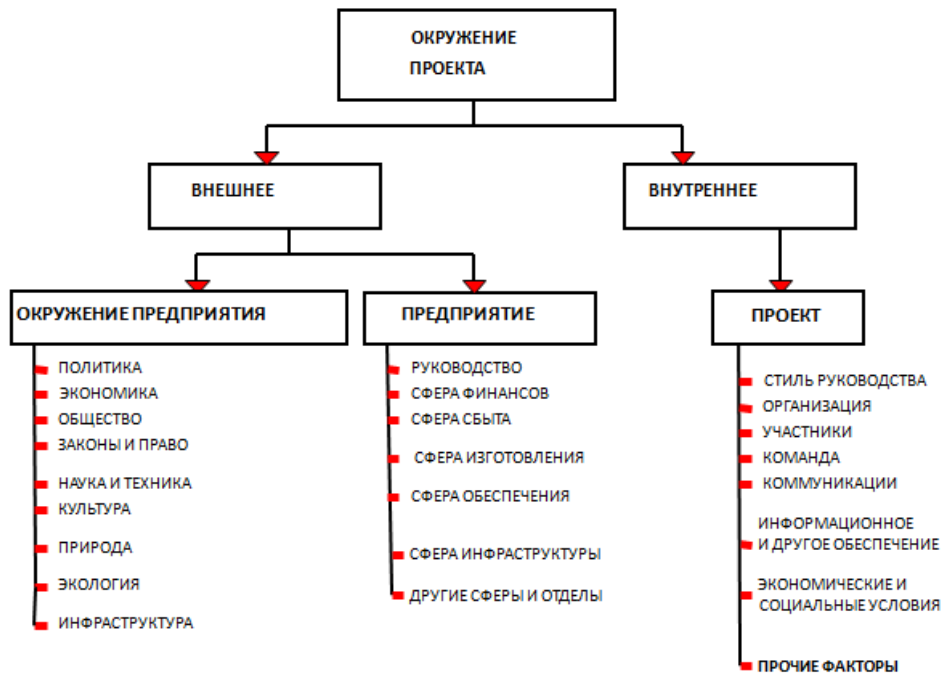 ОКРУЖЕНИЕ
ПРОЕКТА
ВНЕШНЕЕ
ВНУТРЕННЕЕ
ОКРУЖЕНИЕ ПРЕДПРИЯТИЯ
ПОЛИТИКА
ЭКОНОМИКА
ОБЩЕСТВО
ЗАКОНЫ И ПРАВО
НАУКА И ТЕХНИКА
КУЛЬТУРА
ПРИРОДА
ЭКОЛОГИЯ
ИНФРАСТРУКТУРА
ПРЕДПРИЯТИЕ
РУКОВОДСТВО
СФЕРА ФИНАНСОВ
СФЕРА СБЫТА
СФЕРА ИЗГОТОВЛЕНИЯ
СФЕРА ОБЕСПЕЧЕНИЯ
СФЕРА ИНФРАСТРУКТУРЫ
ДРУГИЕ СФЕРЫ И ОТДЕЛЫ
ПРОЕКТ
СТИЛЬ РУКОВОДСТВА
ОРГАНИЗАЦИЯ
УЧАСТНИКИ
КОМАНДА
КОММУНИКАЦИИ
ИНФОРМАЦИОННОЕ
И ДРУГОЕ ОБЕСПЕЧЕНИЕ
ЭКОНОМИЧЕСКИЕ И
СОЦИАЛЬНЫЕ УСЛОВИЯ
ПРОЧИЕ ФАКТОРЫ